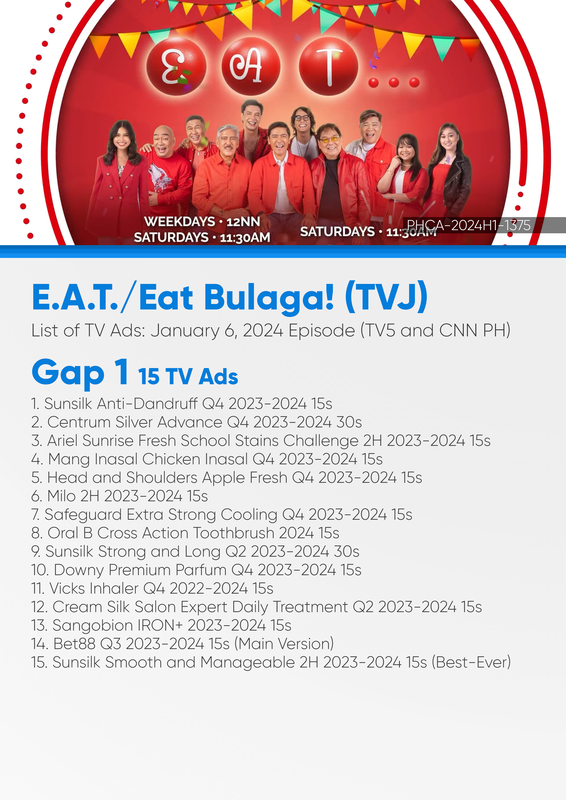 E A T ...
WEEKDAYS • 12NN
SATURDAYS • 11:30AM
SATURDAYS • 11:30AM
PHCA-2024H1-1375
E.A.T./Eat Bulaga! (TVJ)
List of TV Ads: January 6, 2024 Episode (TV5 and CNN PH)
Gap 1 15 TV Ads
1. Sunsilk Anti-Dandruff Q4 2023-2024 15s
2. Centrum Silver Advance Q4 2023-2024 30s
3. Ariel Sunrise Fresh School Stains Challenge 2H 2023-2024 15s
4. Mang Inasal Chicken Inasal Q4 2023-2024 15s
5. Head and Shoulders Apple Fresh Q4 2023-2024 15s
6. Milo 2H 2023-2024 15s
7. Safeguard Extra Strong Cooling Q4 2023-2024 15s
8. Oral B Cross Action Toothbrush 2024 15s
9. Sunsilk Strong and Long Q2 2023-2024 30s
10. Downy Premium Parfum Q4 2023-2024 15s
11. Vicks Inhaler Q4 2022-2024 15s
12. Cream Silk Salon Expert Daily Treatment Q2 2023-2024 15s
13. Sangobion IRON+ 2023-2024 15s
14. Bet88 Q3 2023-2024 15s (Main Version)
15. Sunsilk Smooth and Manageable 2H 2023-2024 15s (Best-Ever)